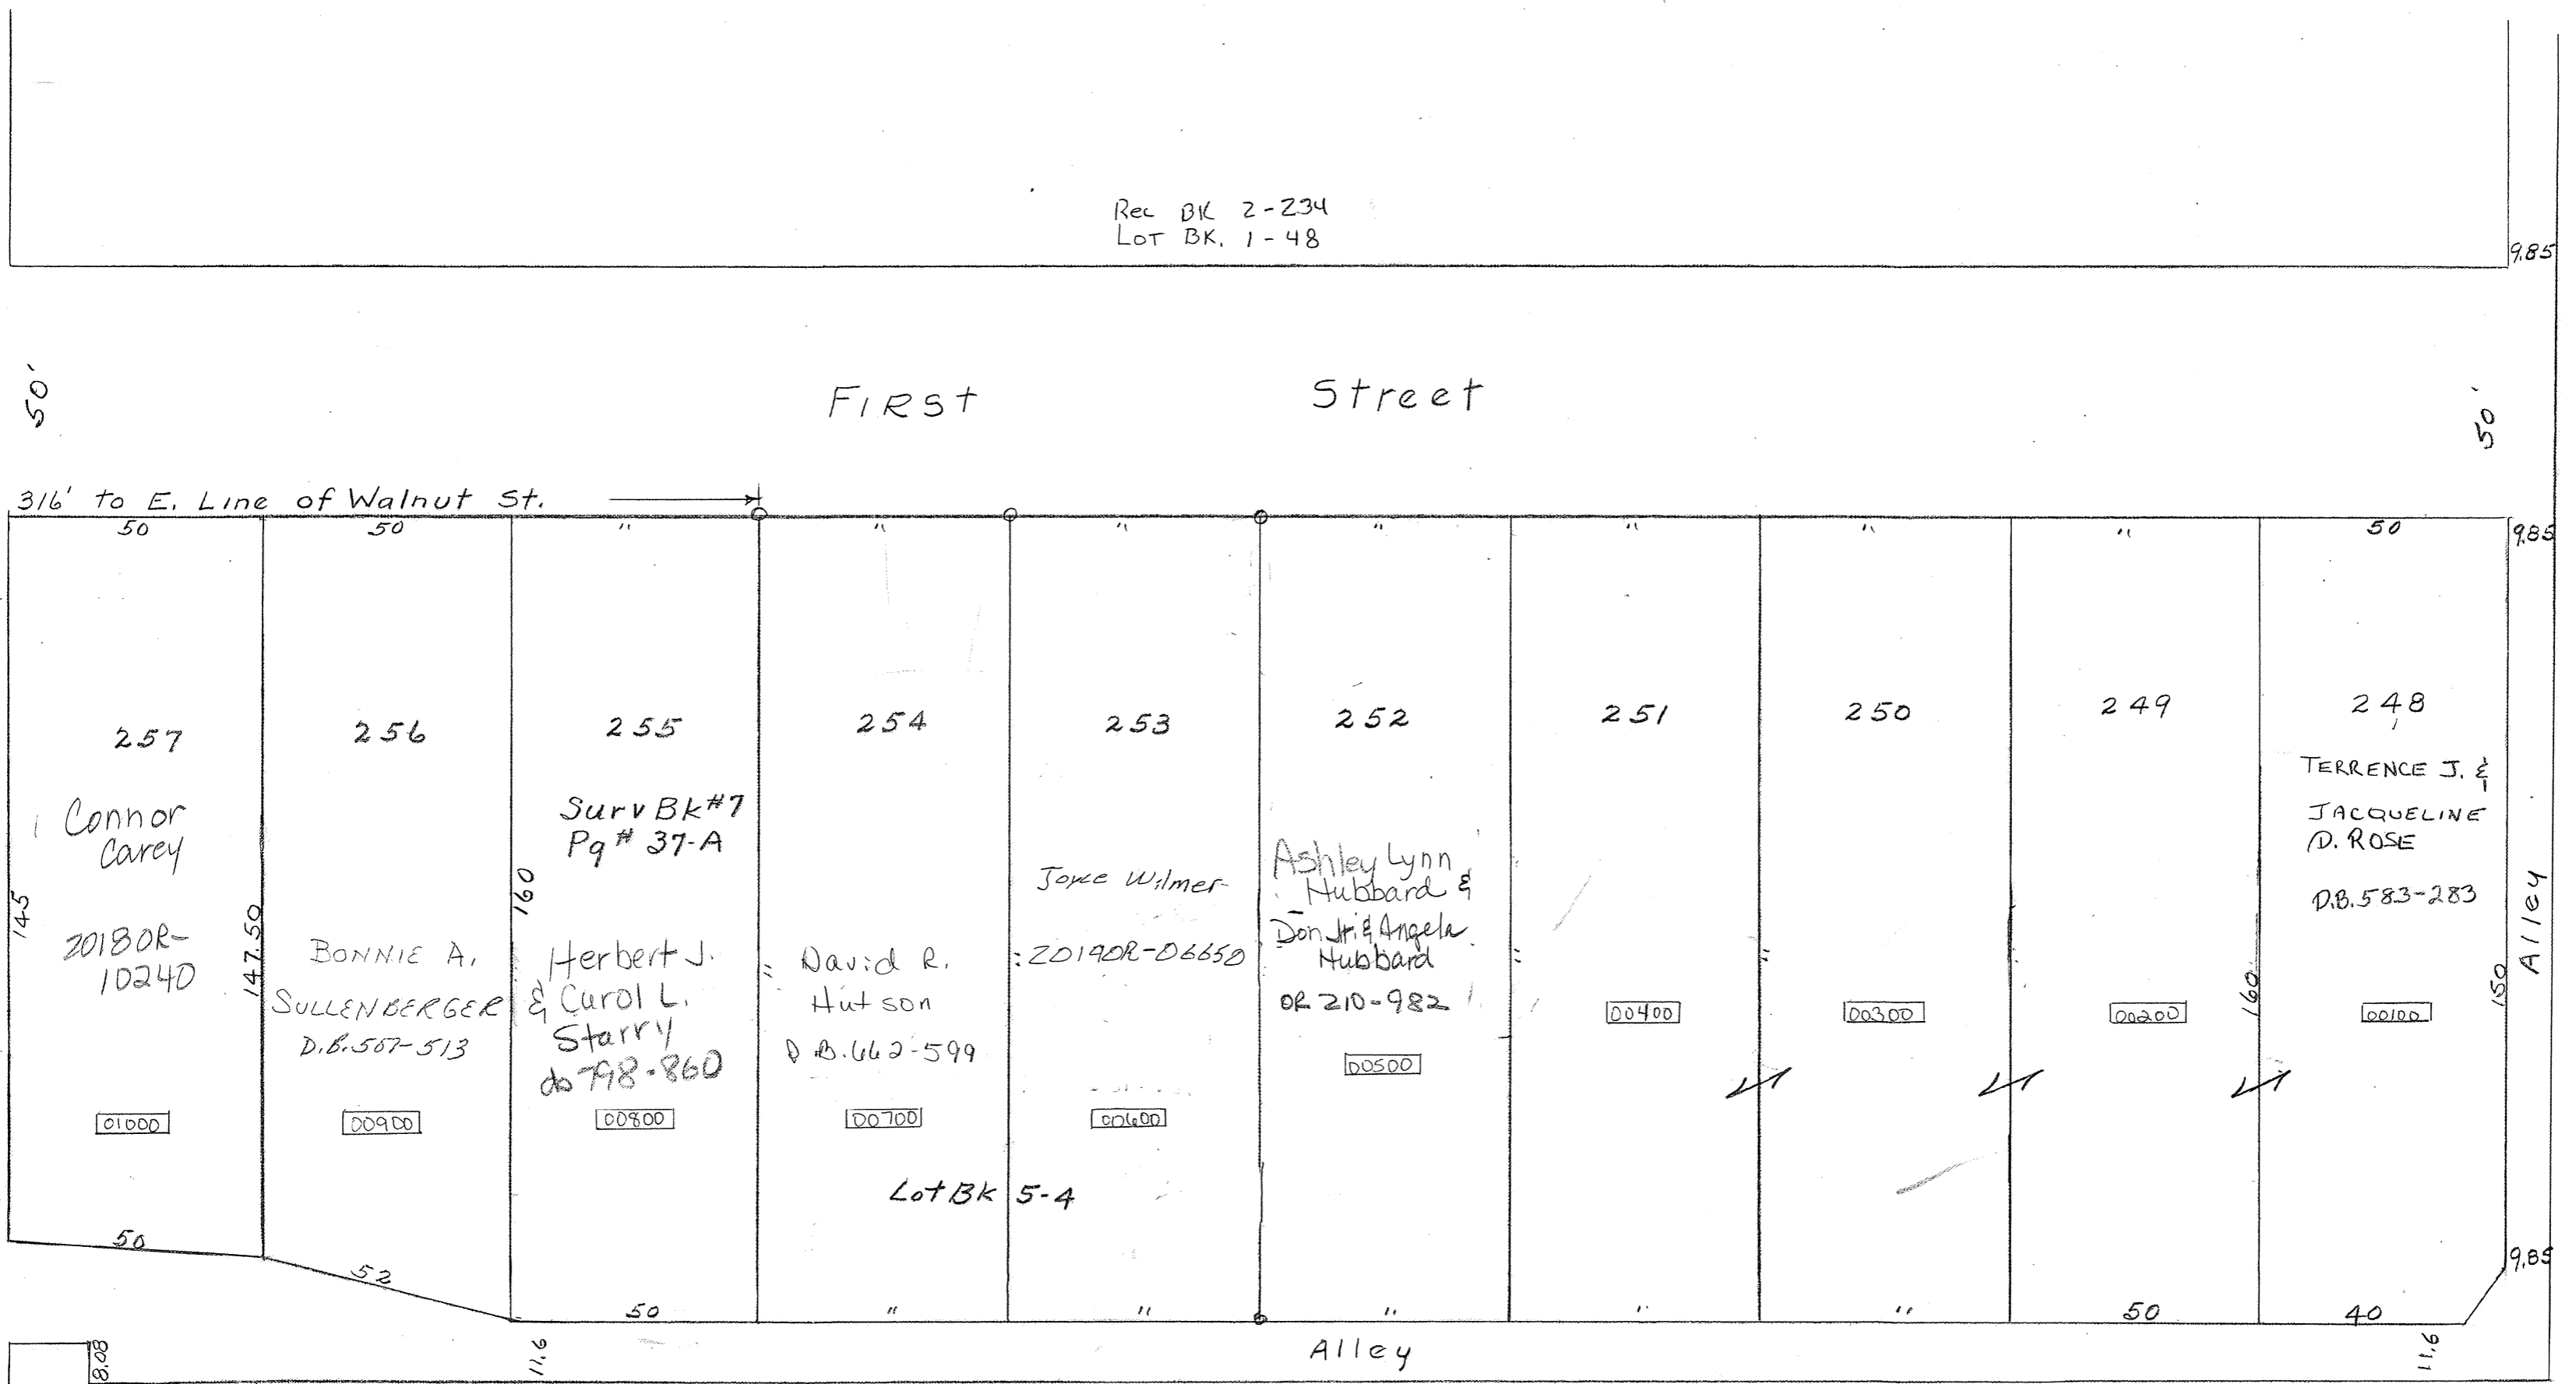 Rec BK 2-234
LOT BK. 1-48
9.85
50'
FIRST Street
50'
316' to E. Line of Walnut St.
50
50
"
"
"
"
"
"
"
50
9.85
257
256
255
254
253
252
251
250
249
248
Connor
Carey
2018OR-
10240
145
147.50
01000
50
BONNIE A.
SULLENBERGER
D.B. 567-513
00900
52
160
Surv Bk #7
Pg # 37-A
Herbert J.
& Carol L.
Starry
798-860
00800
50
"
David R.
Hutson
D.B. 662-599
00700
"
Lot Bk 5-4
"
Joyce Wilmer
2019OR-06650
00600
"
Ashley Lynn
Hubbard &
Don Jr. & Angela
Hubbard
OR 210-982
00500
"
"
00400
"
"
00300
"
00200
50
160
TERRENCE J. &
JACQUELINE
D. ROSE
D.B. 583-283
00100
150
40
Alley
9.85
8.08
11.6
Alley
11.6